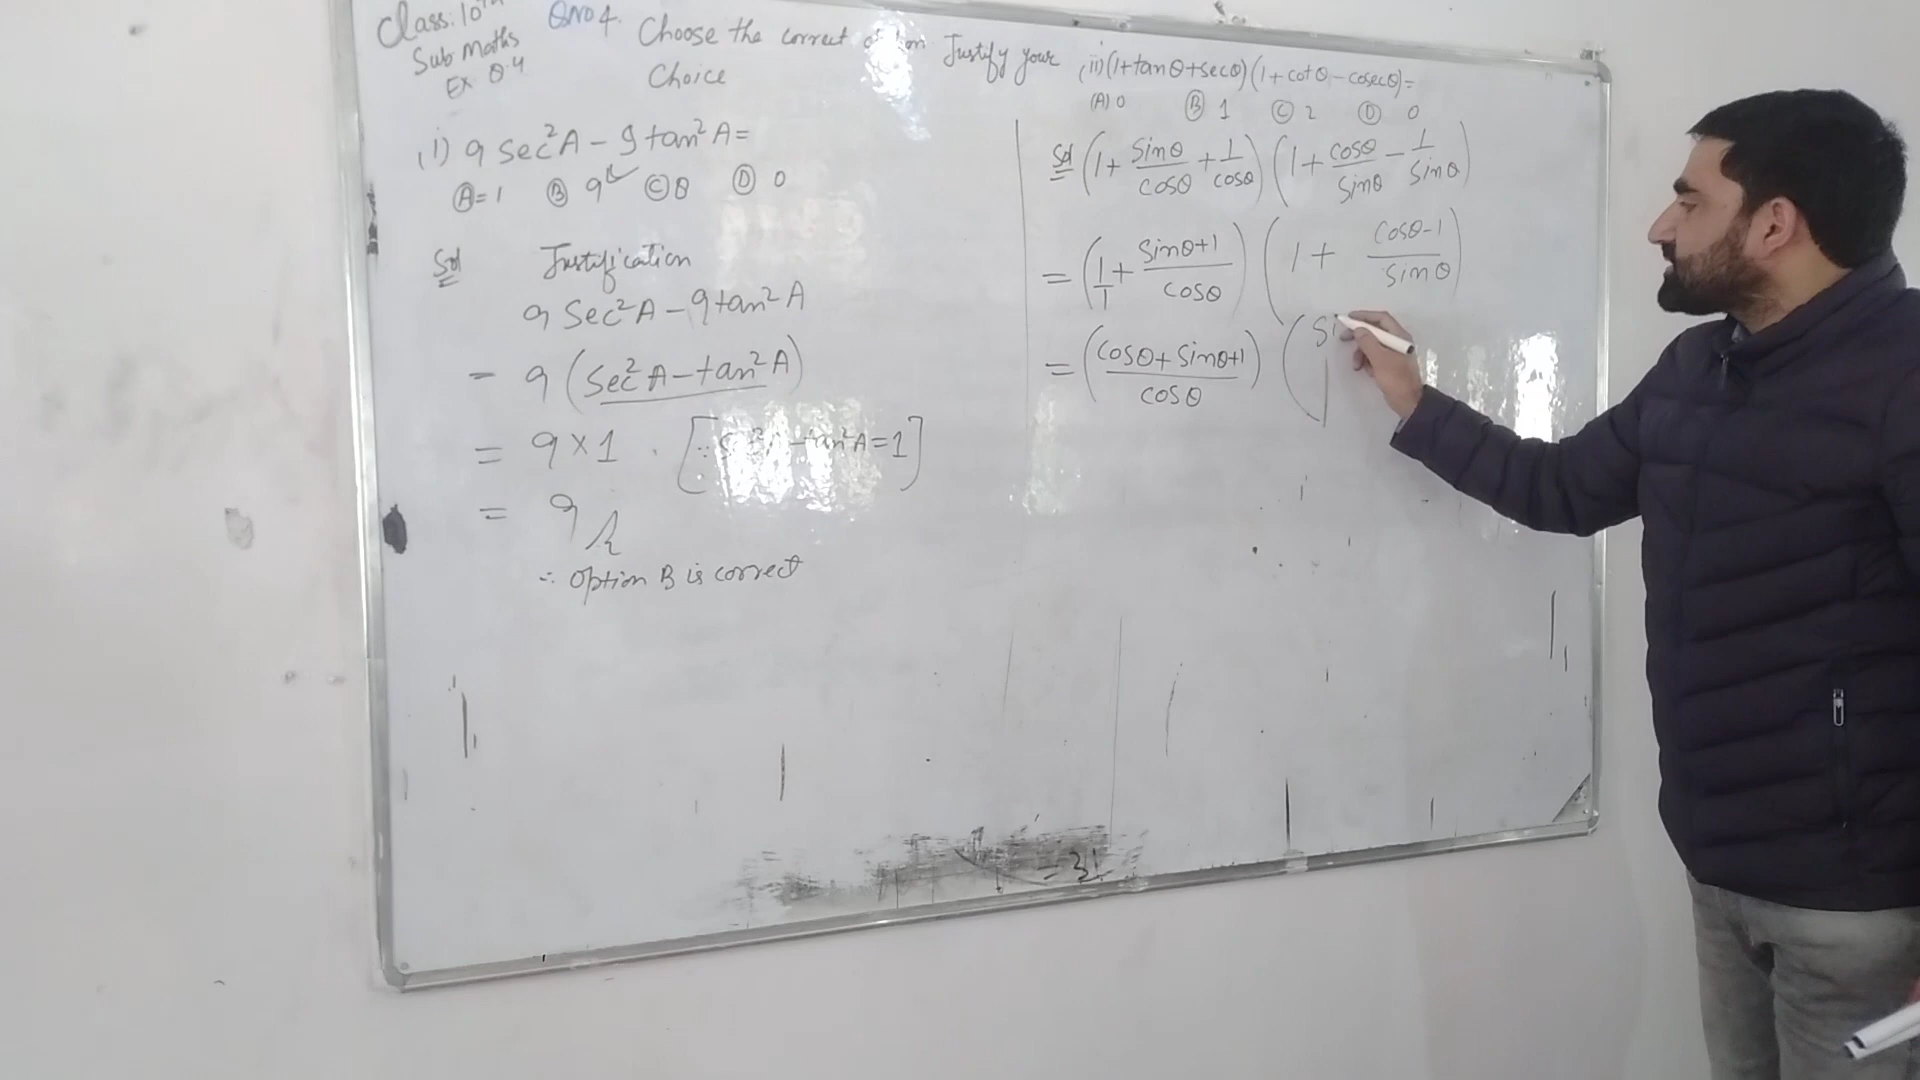 Class: 10th
Sub Maths
Ex 8.4
QNo 4. Choose the correct Justify your
Choice
(i) 9 sec²A - 9 tan²A =
Ⓐ = 1 Ⓑ 9 Ⓒ 8 Ⓓ 0
Sol Justification
9 Sec²A - 9 tan²A
= 9 (Sec²A - tan²A)
= 9 × 1 . [∵ Sec²A - tan²A = 1]
= 9
∴ Option B is correct
(ii) (1+tanθ+secθ) (1+cotθ-cosecθ)=
(A) 0 Ⓑ 1 Ⓒ 2 Ⓓ 0
Sol (1 + Sinθ/cosθ + 1/cosθ) (1 + cosθ/Sinθ - 1/Sinθ)
= (1/1 + Sinθ+1/cosθ) (1 + cosθ-1/Sinθ)
= (cosθ + Sinθ+1/cosθ) (Si
= 3!